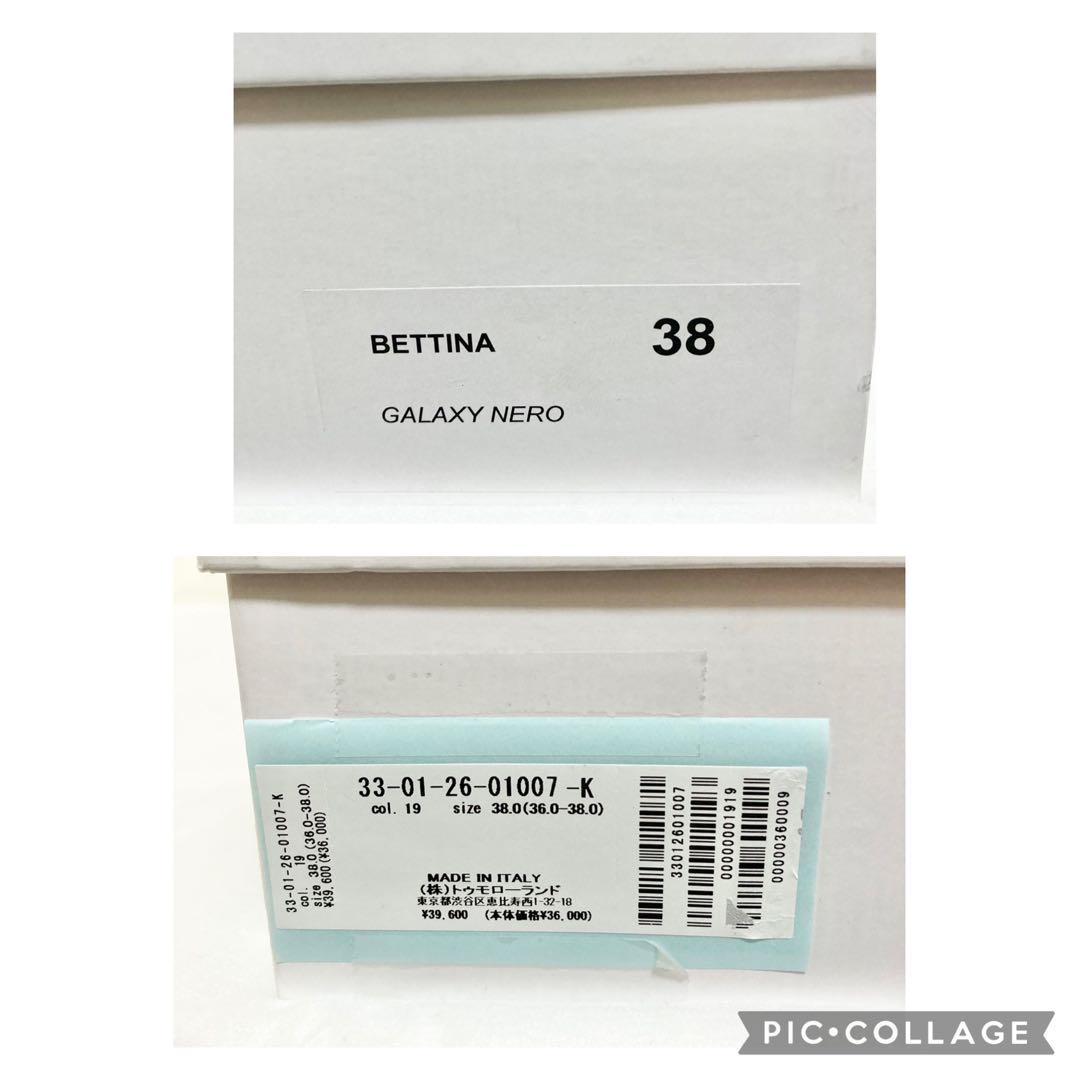 BETTINA 38
GALAXY NERO
33-01-26-01007-K
col. 19
size 38.0(36.0-38.0)
¥39,600(¥36,000)
33-01-26-01007-K
col. 19 size 38.0(36.0-38.0)
MADE IN ITALY
(株)トゥモローランド
東京都渋谷区恵比寿西1-32-18
¥39,600 (本体価格¥36,000)
33012601007
00000001919
00000360009
PIC•COLLAGE